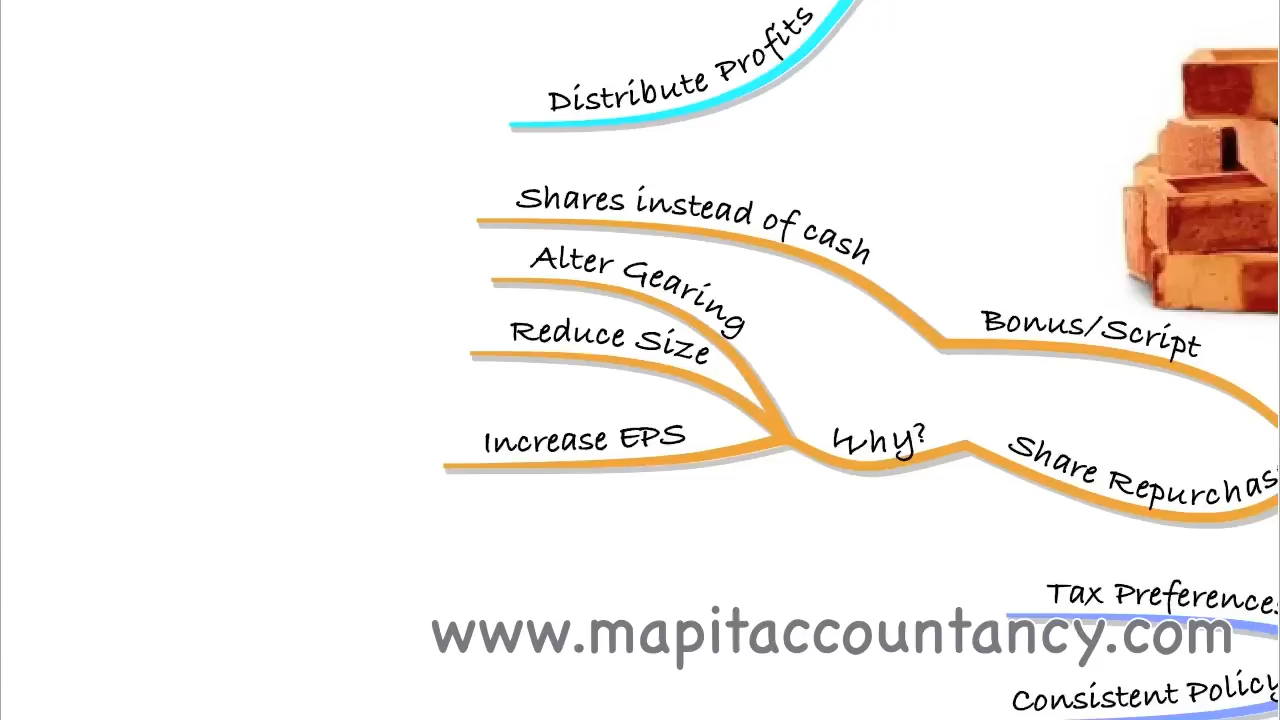 Distribute Profits
Shares instead of cash
Alter Gearing
Reduce Size
Increase EPS
Why?
Bonus/Script
Share Repurchas
Tax Preferences
www.mapitaccountancy.com
Consistent Policy